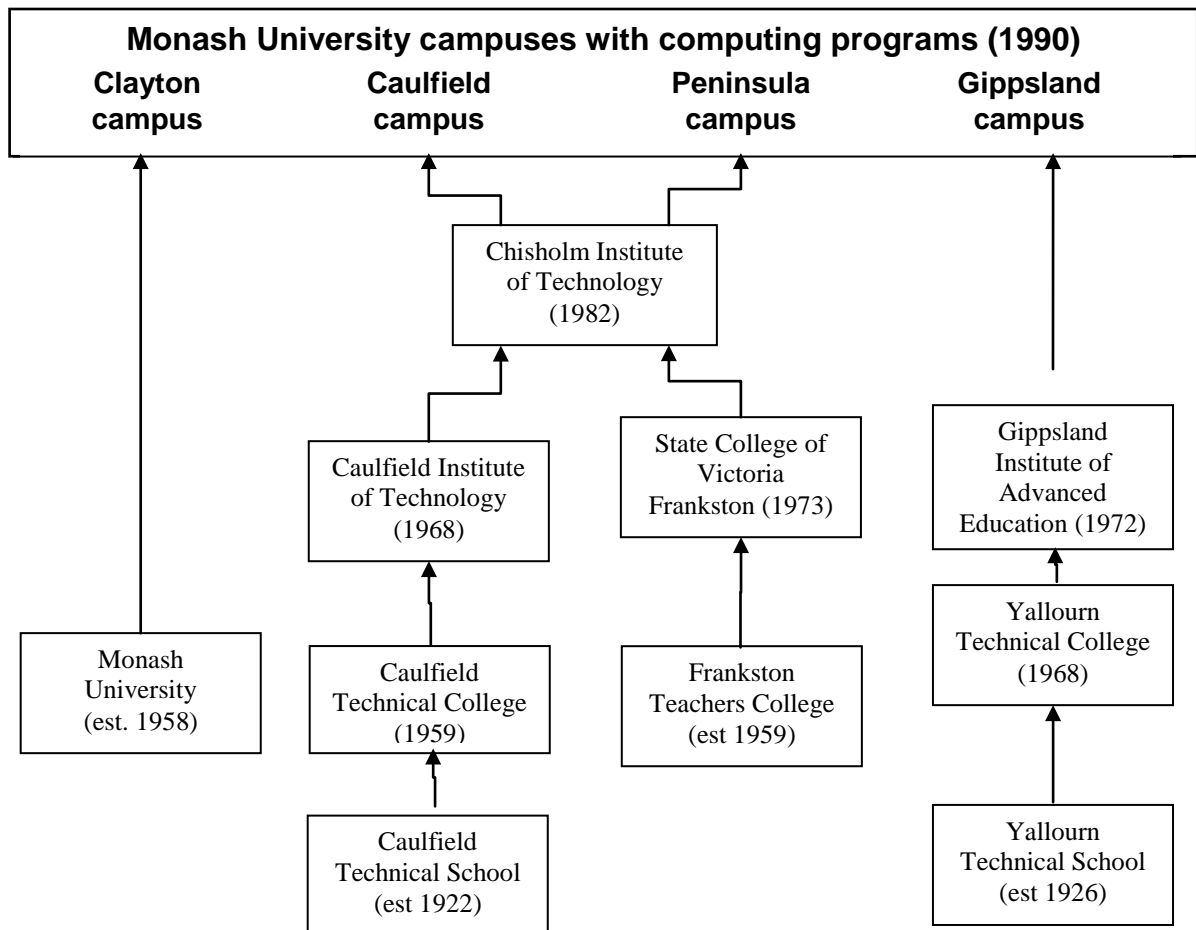 Monash University campuses with computing programs (1990)
Clayton
campus
Caulfield
campus
Peninsula
campus
Gippsland
campus
Chisholm Institute
of Technology
(1982)
Caulfield Institute
of Technology
(1968)
State College of
Victoria
Frankston (1973)
Gippsland
Institute of
Advanced
Education (1972)
Monash
University
(est. 1958)
Caulfield
Technical College
(1959)
Frankston
Teachers College
(est 1959)
Yallourn
Technical College
(1968)
Caulfield
Technical School
(est 1922)
Yallourn
Technical School
(est 1926)